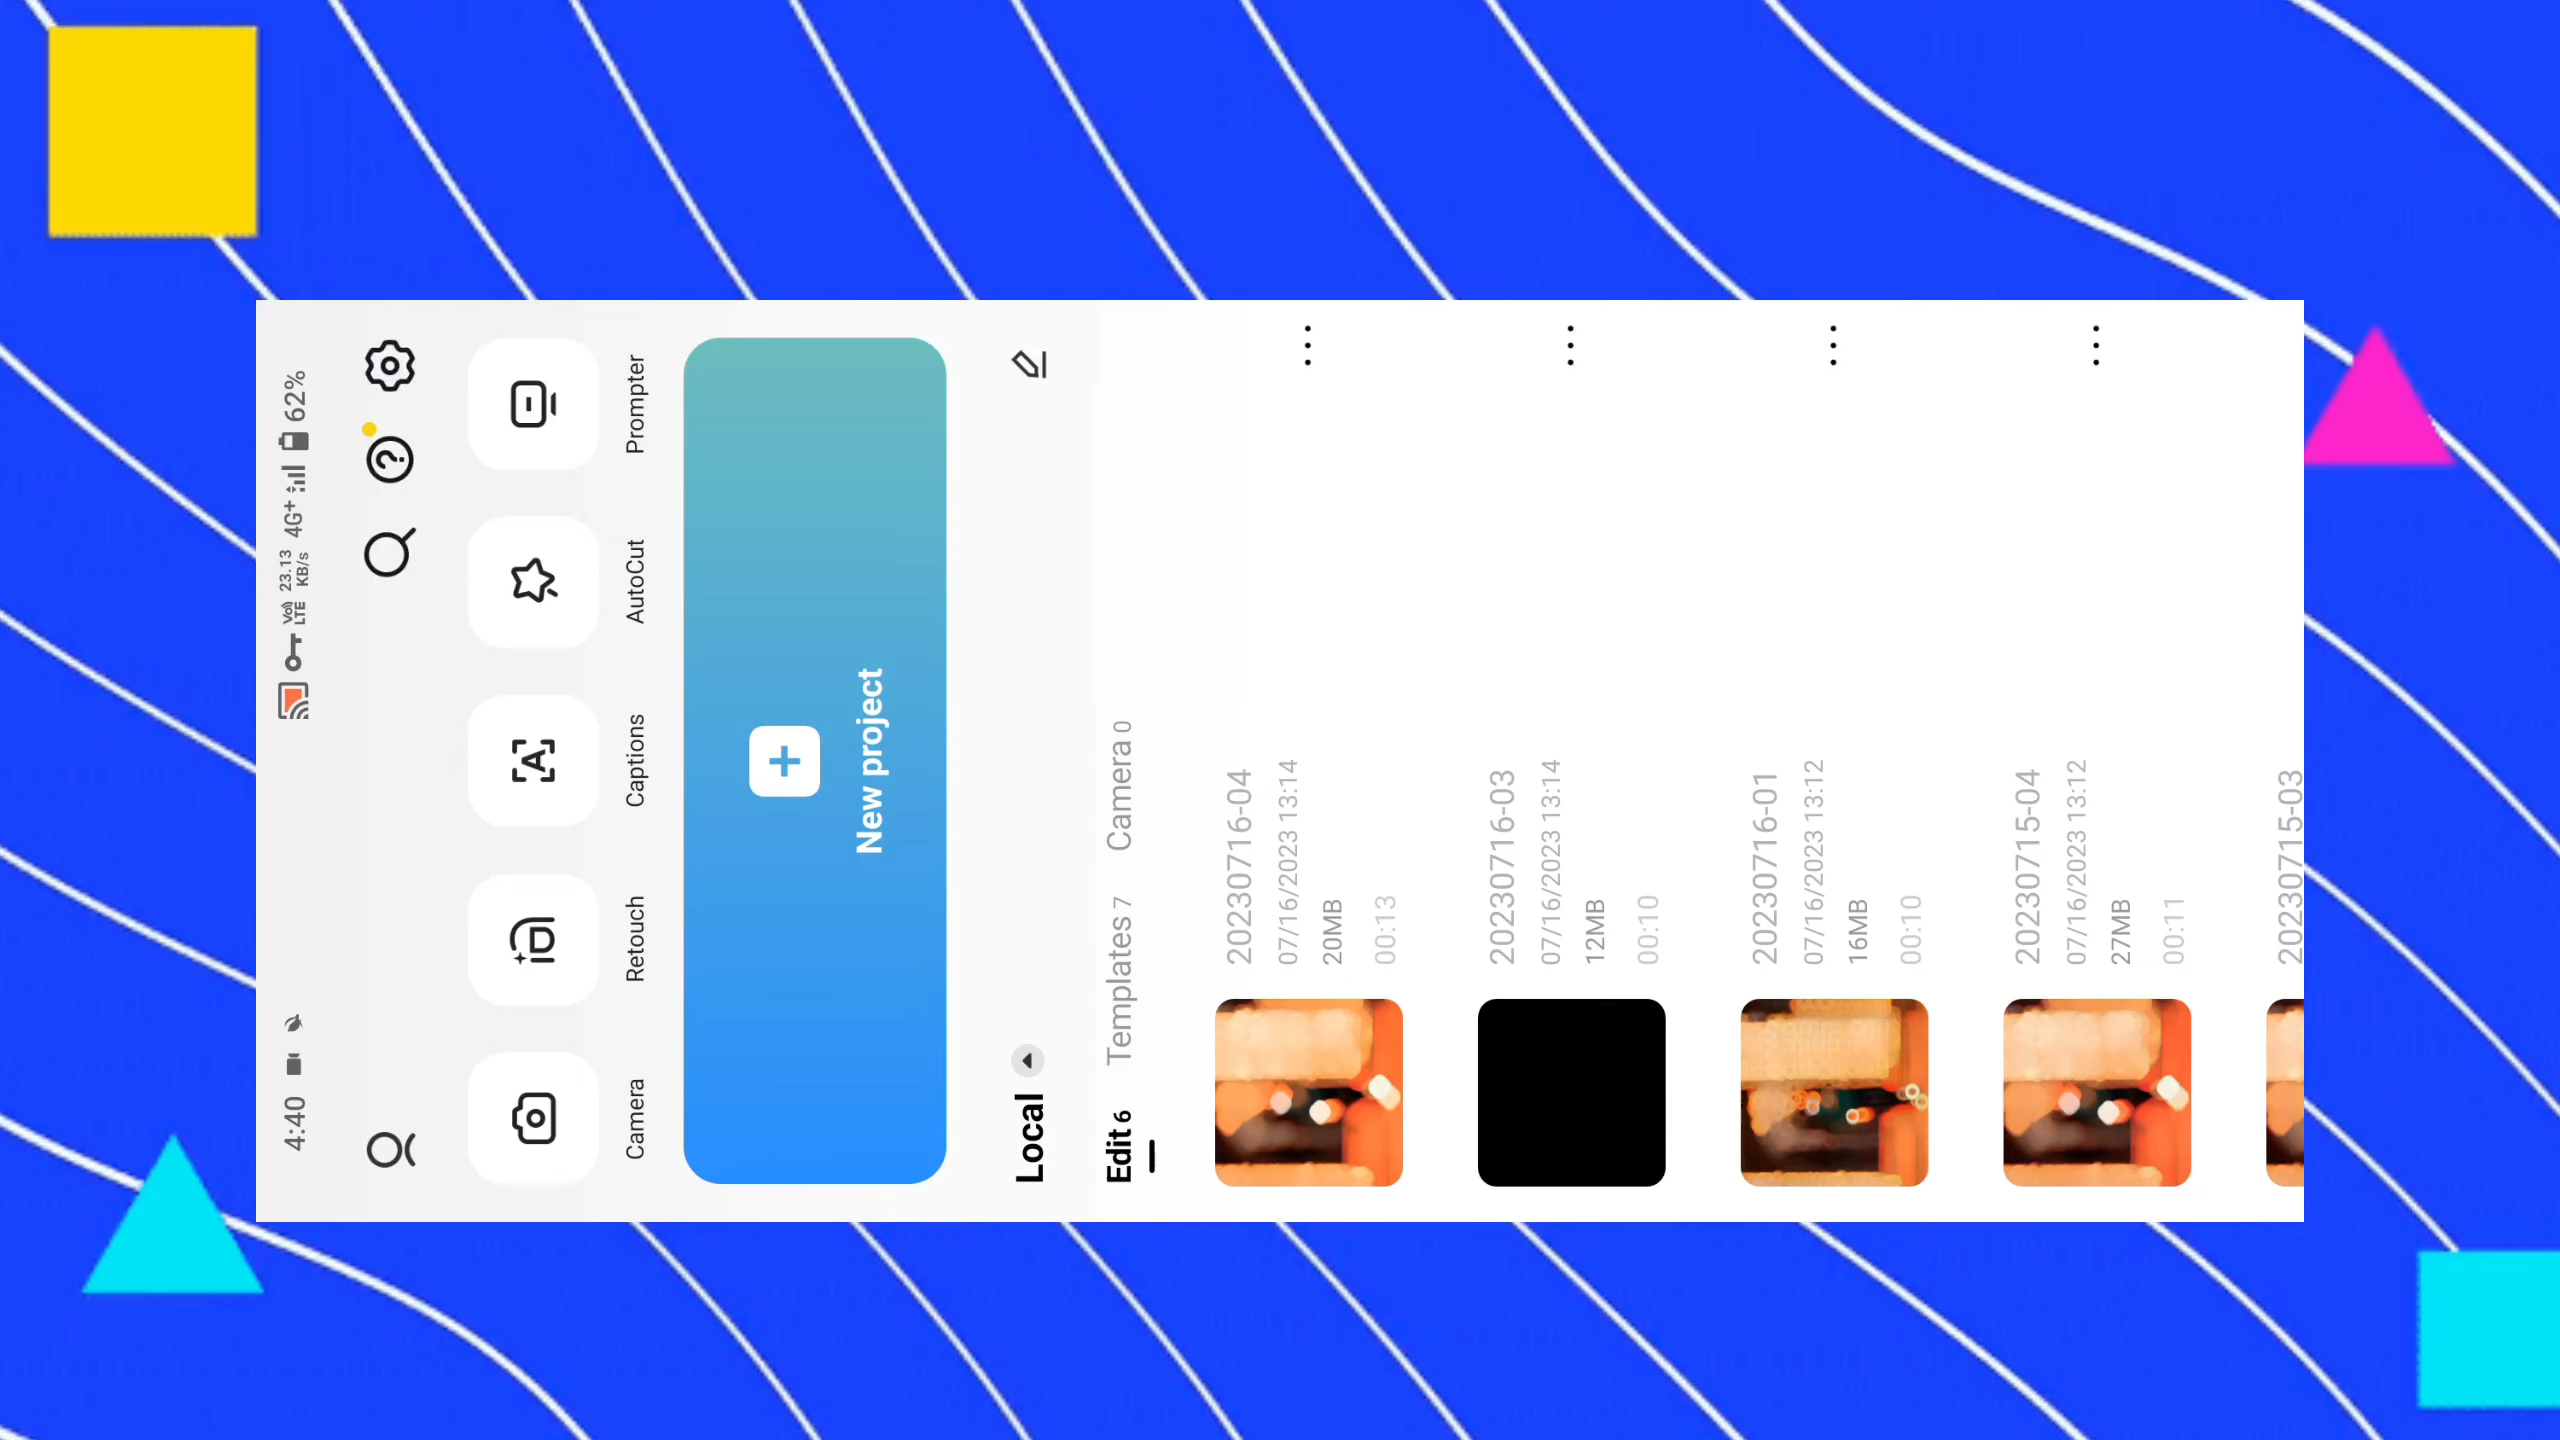 4:40 Vo)) LTE 23.13 KB/s 4G+ 62%
Camera Retouch Captions AutoCut Prompter
New project
Local
Edit 6 Templates 7 Camera 0
20230716-04
07/16/2023 13:14
20MB
00:13
20230716-03
07/16/2023 13:14
12MB
00:10
20230716-01
07/16/2023 13:12
16MB
00:10
20230715-04
07/16/2023 13:12
27MB
00:11
20230715-03